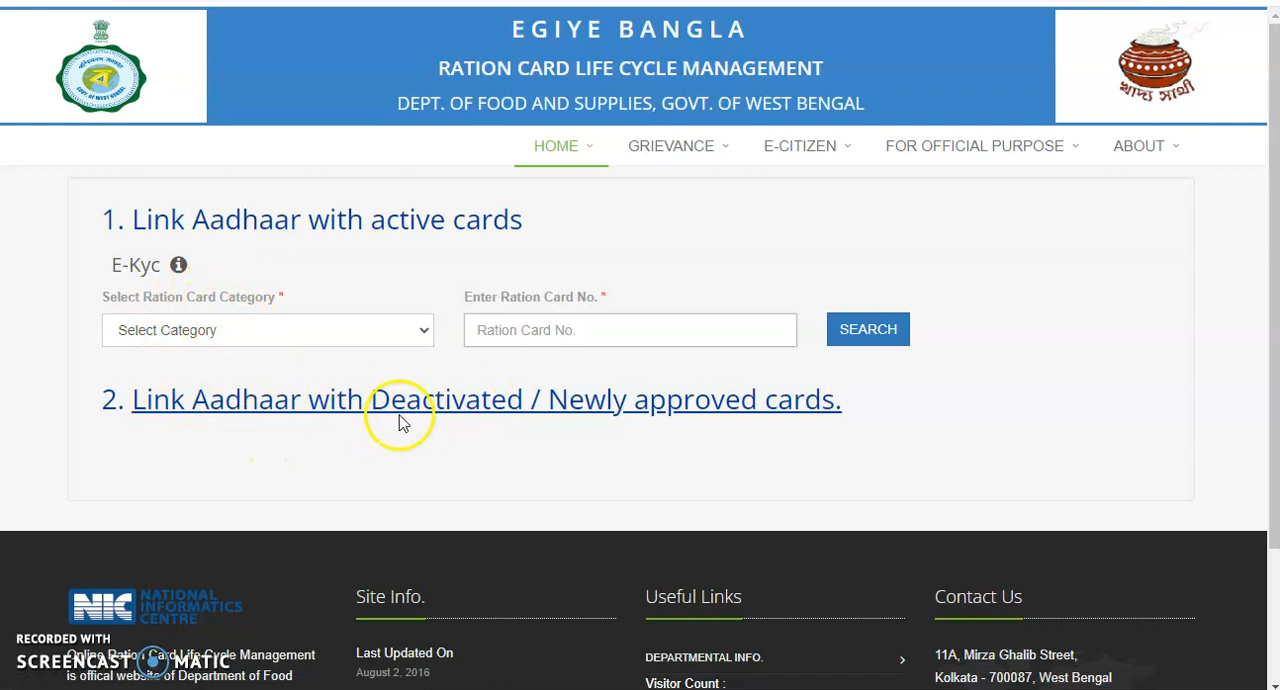 EGIYE BANGLA
RATION CARD LIFE CYCLE MANAGEMENT
DEPT. OF FOOD AND SUPPLIES, GOVT. OF WEST BENGAL
খাদ্য সাথী
HOME GRIEVANCE E-CITIZEN FOR OFFICIAL PURPOSE ABOUT
1. Link Aadhaar with active cards
E-Kyc
Select Ration Card Category * Enter Ration Card No. *
Select Category Ration Card No. SEARCH
2. Link Aadhaar with Deactivated / Newly approved cards.
NIC NATIONAL
INFORMATICS
CENTRE
Site Info. Useful Links Contact Us
RECORDED WITH
SCREENCAST MATIC
Online Ration Card Life Cycle Management
is offical website of Department of Food
Last Updated On
August 2, 2016
DEPARTMENTAL INFO.
Visitor Count :
11A, Mirza Ghalib Street,
Kolkata - 700087, West Bengal